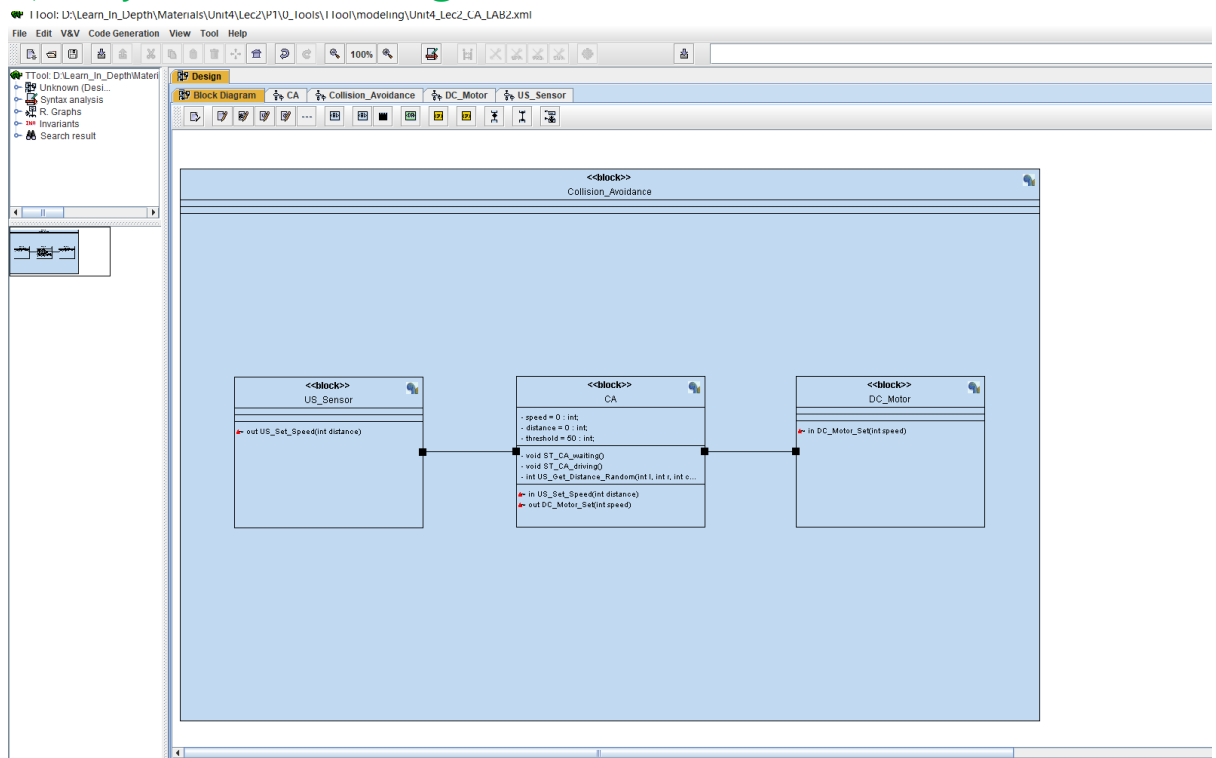 TTool: D:\Learn_In_Depth\Materials\Unit4\Lec2\P1\0_Tools\TTool\modeling\Unit4_Lec2_CA_LAB2.xml
File Edit V&V Code Generation View Tool Help
100%
TTool: D:\Learn_In_Depth\Materi
Unknown (Desi...
Syntax analysis
R. Graphs
INV Invariants
Search result
Design
Block Diagram CA Collision_Avoidance DC_Motor US_Sensor
<<block>>
Collision_Avoidance
<<block>>
US_Sensor
out US_Set_Speed(int distance)
<<block>>
CA
- speed = 0 : int;
- distance = 0 : int;
- threshold = 50 : int;
- void ST_CA_waiting()
- void ST_CA_driving()
- int US_Get_Distance_Random(int l, int r, int c...
in US_Set_Speed(int distance)
out DC_Motor_Set(int speed)
<<block>>
DC_Motor
in DC_Motor_Set(int speed)